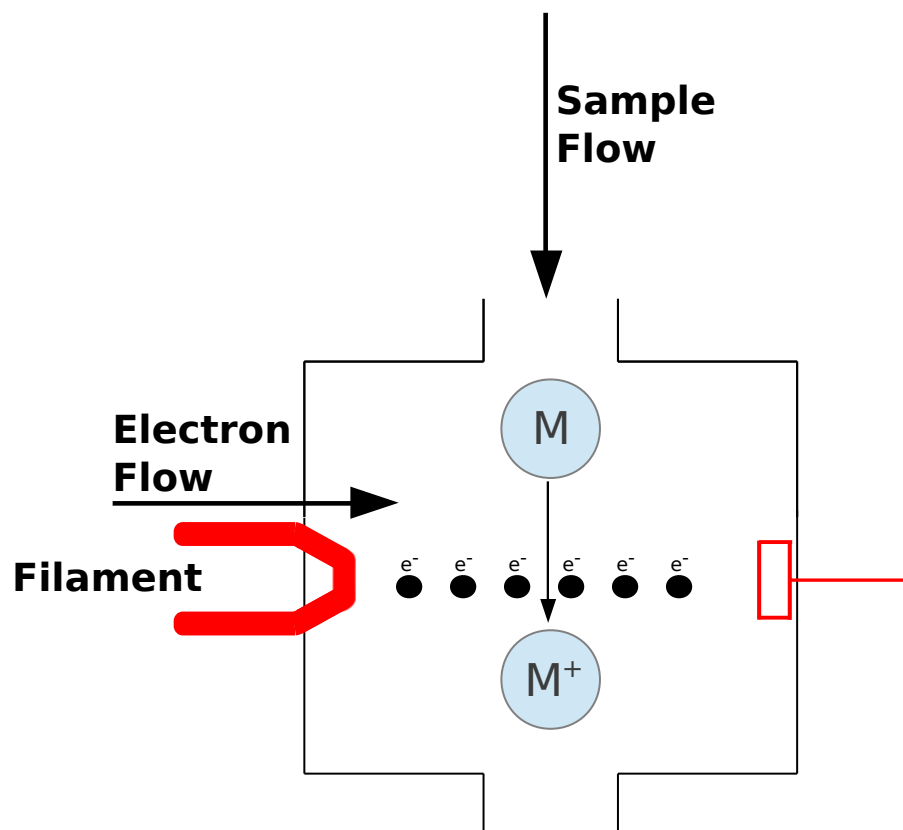 Sample
Flow
M
Electron
Flow
e⁻ e⁻ e⁻ e⁻ e⁻ e⁻
Filament
M⁺